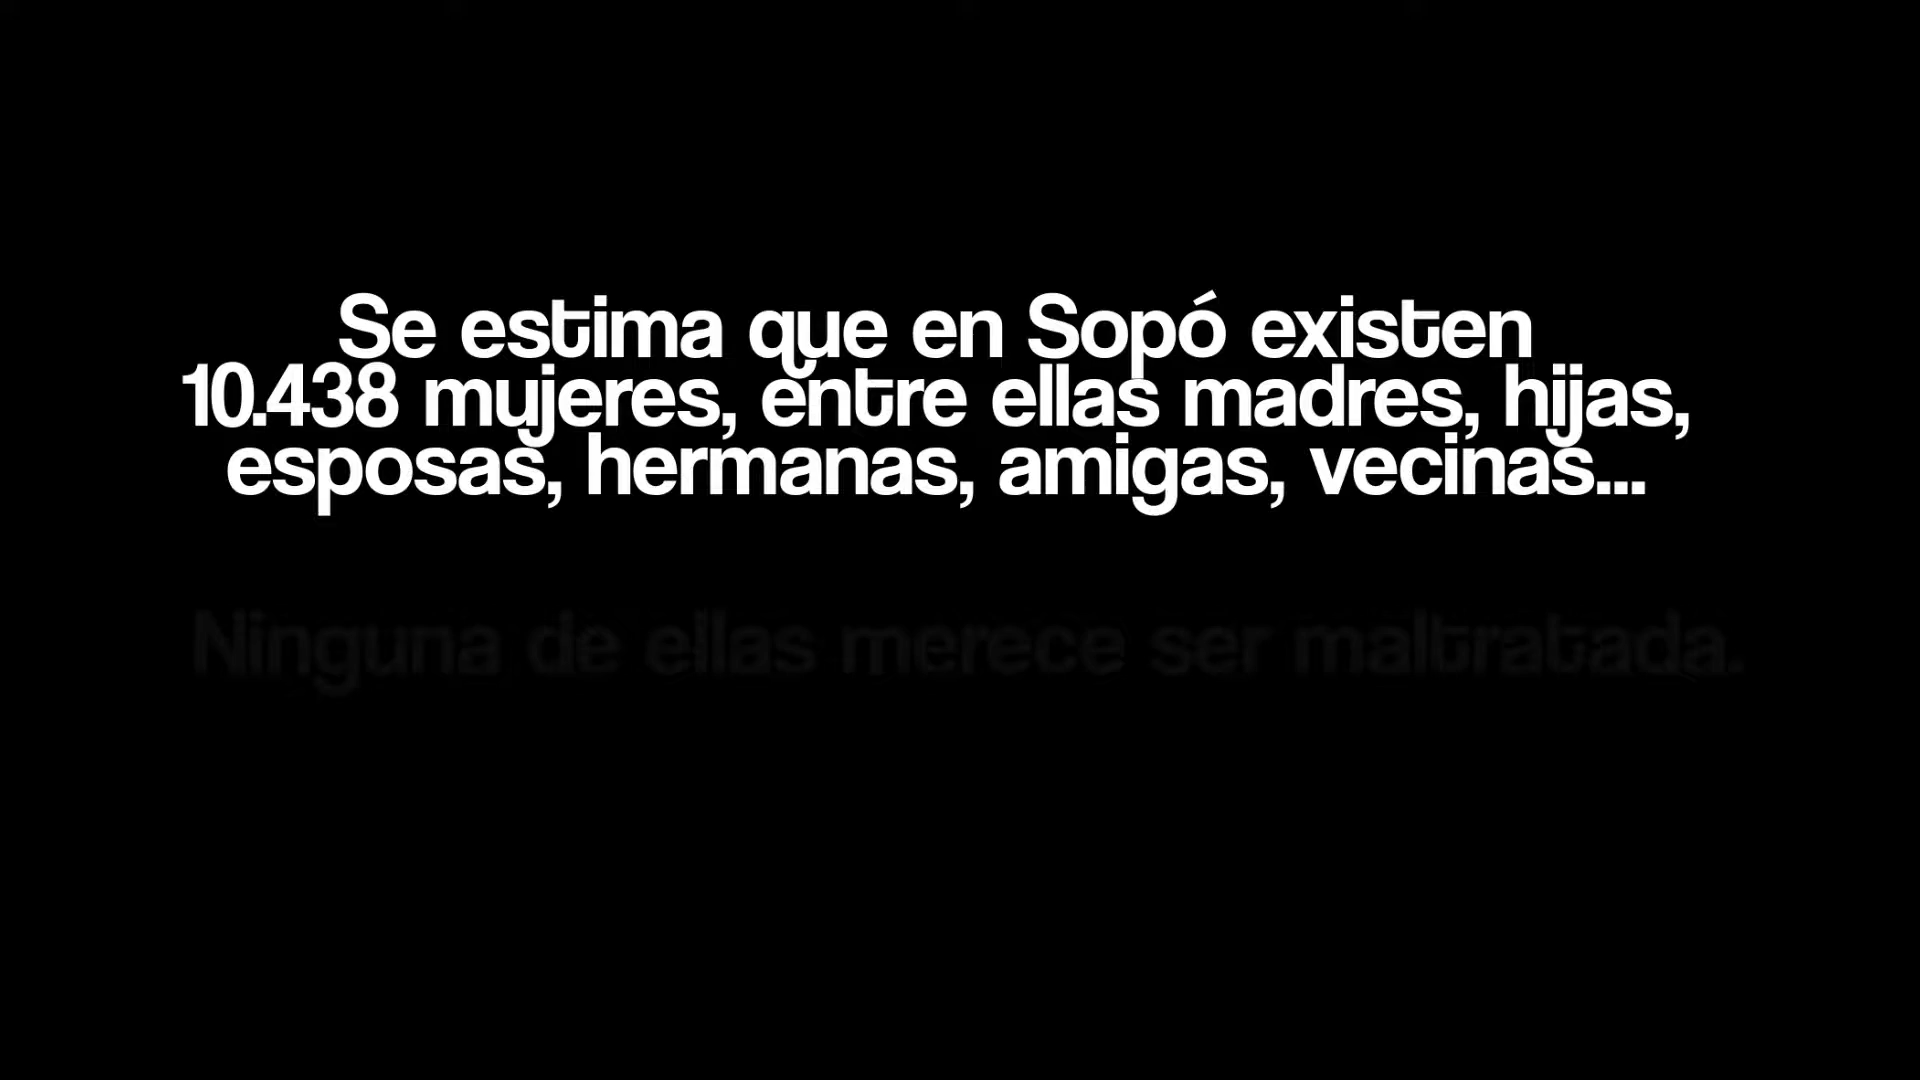 Se estima que en Sopó existen
10.438 mujeres, entre ellas madres, hijas,
esposas, hermanas, amigas, vecinas...
Ninguna de ellas merece ser maltratada.